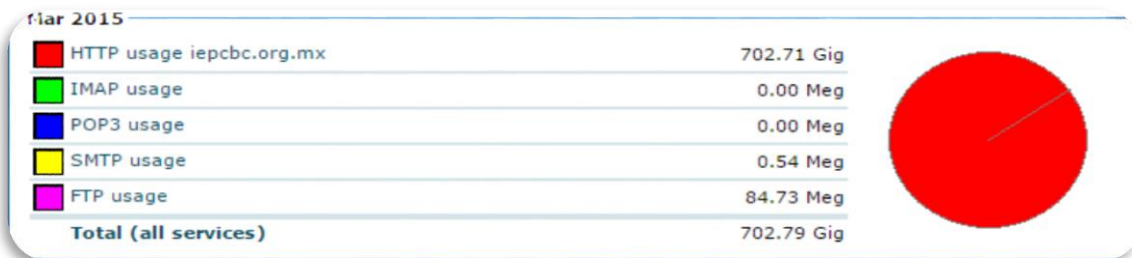 Mar 2015
HTTP usage iepcbc.org.mx 702.71 Gig
IMAP usage 0.00 Meg
POP3 usage 0.00 Meg
SMTP usage 0.54 Meg
FTP usage 84.73 Meg
Total (all services) 702.79 Gig